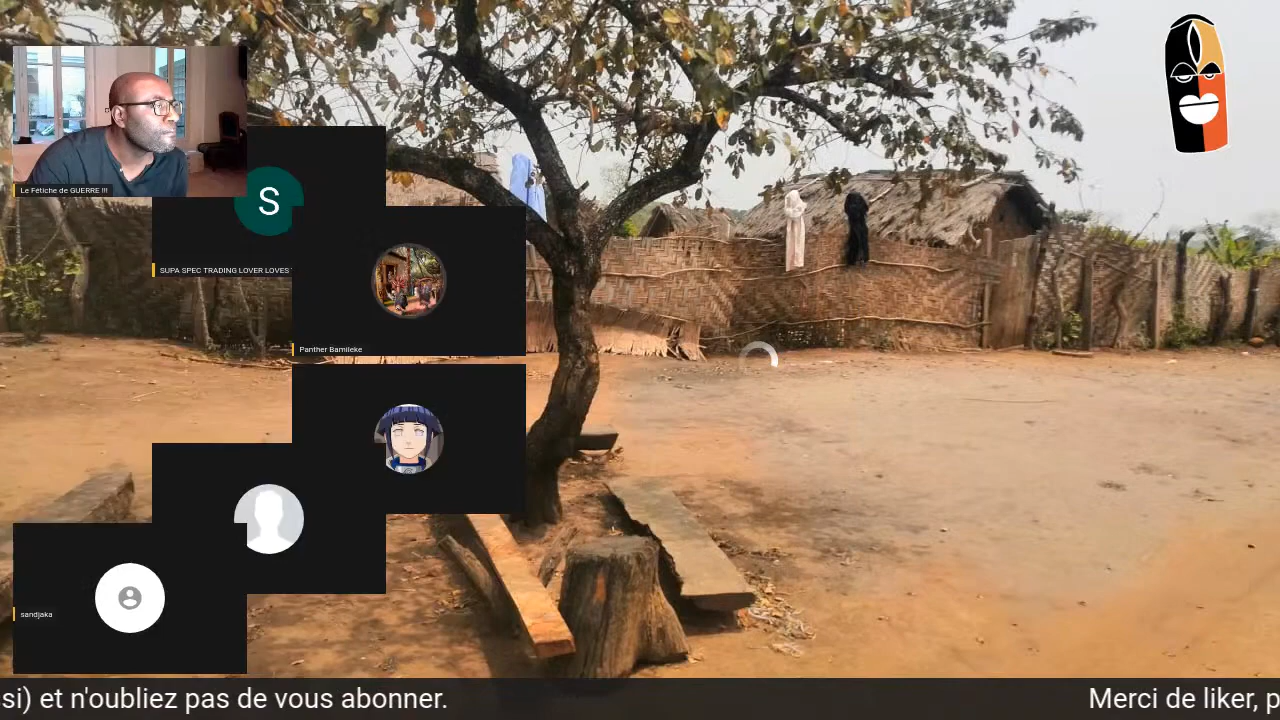 Le Fétiche de GUERRE !!!
S
SUPA SPEC TRADING LOVER LOVES
Panther Bamileke
sandjaka
ssi) et n'oubliez pas de vous abonner.
Merci de liker, p